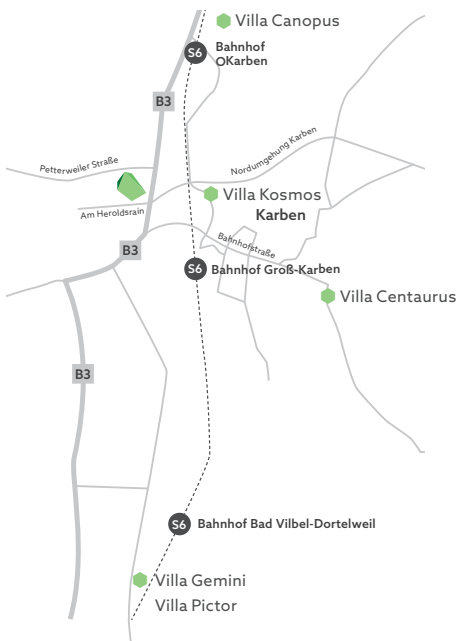 Villa Canopus
S6
Bahnhof
OKarben
B3
Nordumgehung Karben
Petterweiler Straße
Villa Kosmos
Am Heroldsrain
Karben
Bahnhofstraße
B3
S6
Bahnhof Groß-Karben
Villa Centaurus
B3
S6
Bahnhof Bad Vilbel-Dortelweil
Villa Gemini
Villa Pictor